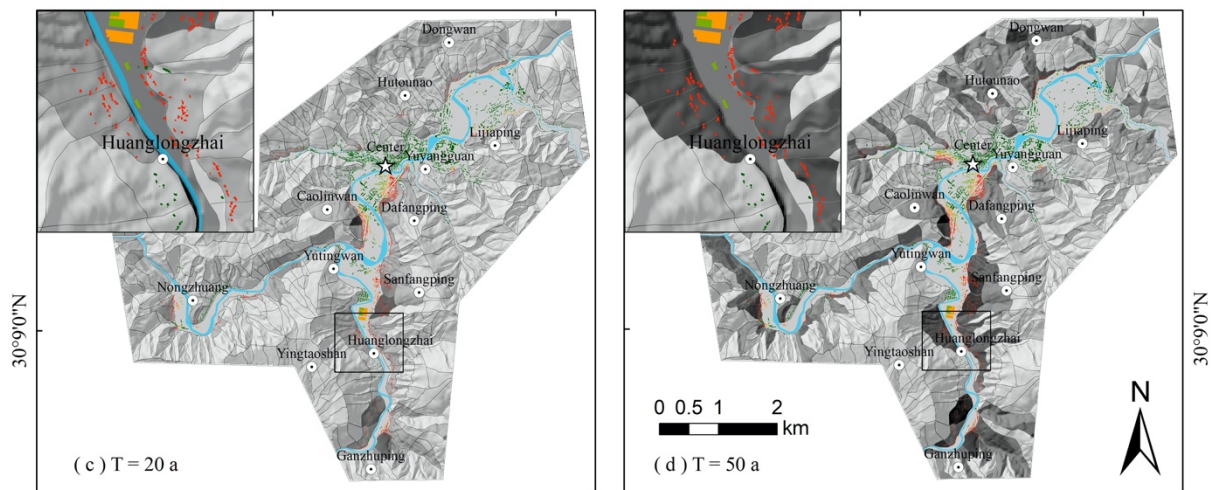 Huanglongzhai
Dongwan
Hutounao
Lijiaping
Center
Yuyangguan
Caolinwan
Dafangping
Yutingwan
Nongzhuang
Sanfangping
Huanglongzhai
Yingtaoshan
Ganzhuping
30°9'0"N
( c ) T = 20 a
Huanglongzhai
Dongwan
Hutounao
Lijiaping
Center
Yuyangguan
Caolinwan
Dafangping
Yutingwan
Nongzhuang
Sanfangping
Huanglongzhai
Yingtaoshan
Ganzhuping
30°9'0"N
0 0.5 1 2
km
N
( d ) T = 50 a